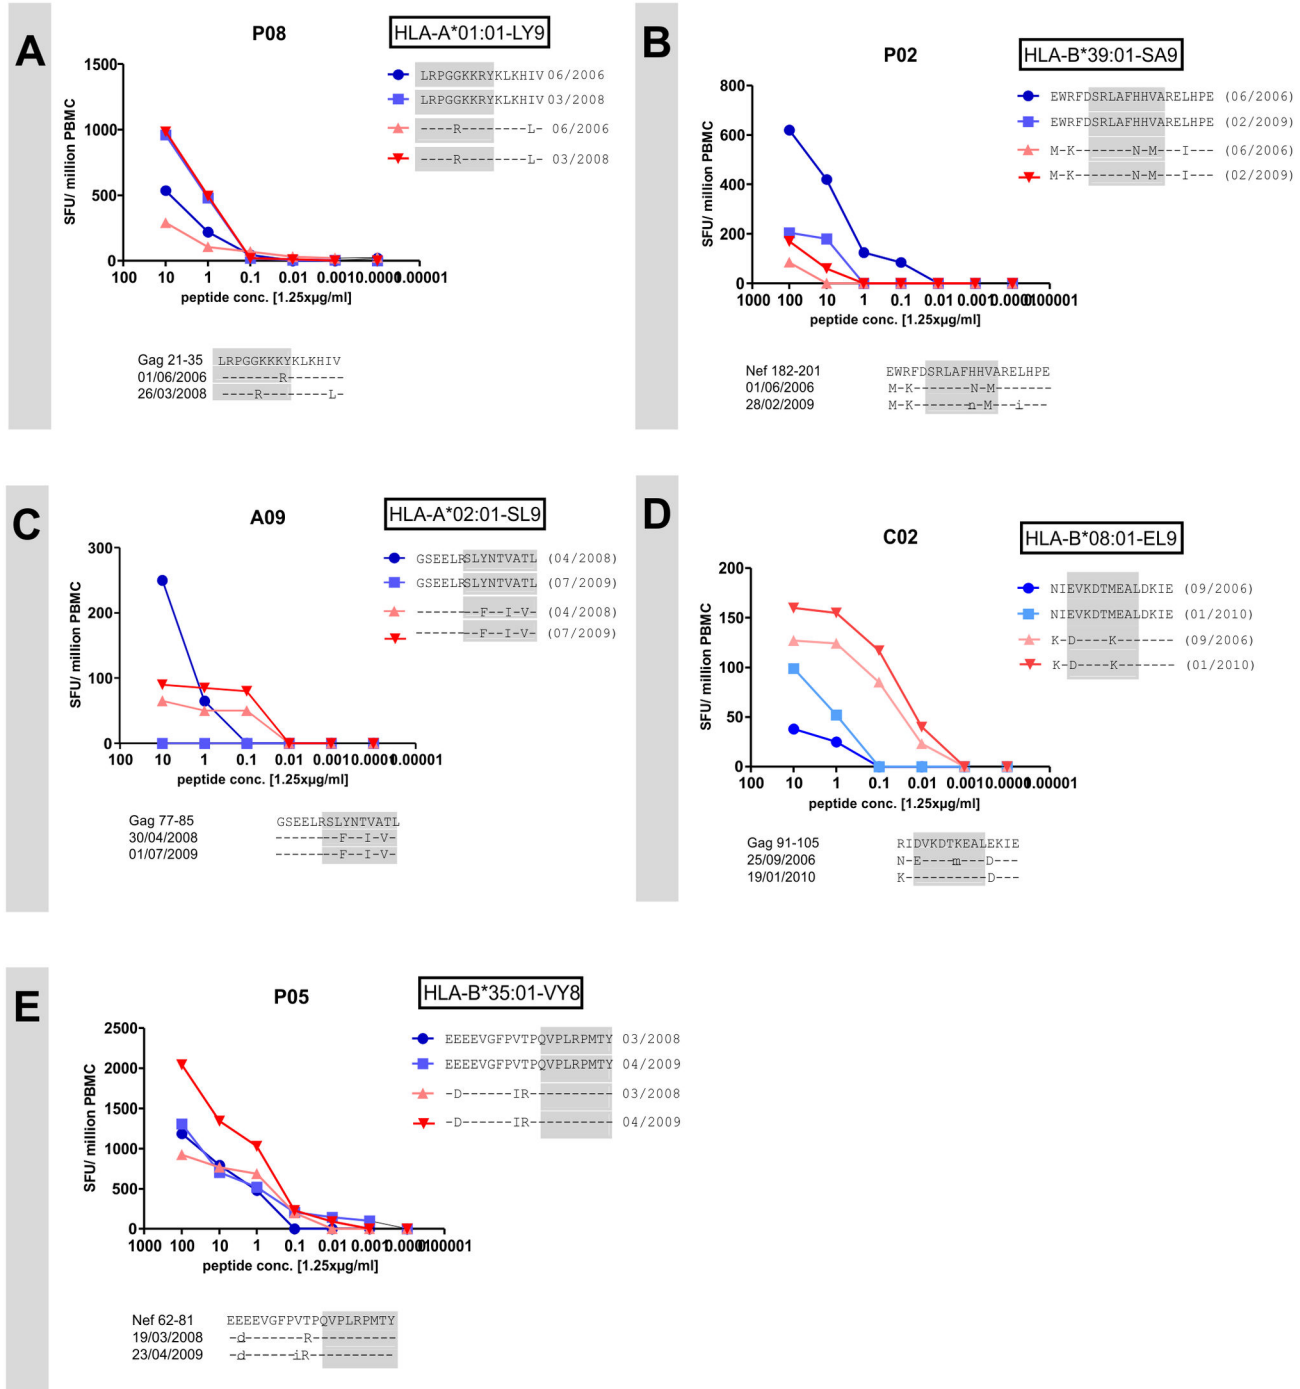 A
P08
HLA-A*01:01-LY9
1500
1000
500
0
SFU/ million PBMC
100 10 1 0.1 0.01 0.001 0.0001 0.00001
peptide conc. [1.25xµg/ml]
LRPGGKKRYKLKHIV 06/2006
LRPGGKKRYKLKHIV 03/2008
----R--------L- 06/2006
----R--------L- 03/2008
Gag 21-35 LRPGGKKKYKLKHIV
01/06/2006 -------R-------
26/03/2008 ----R--------L-
B
P02
HLA-B*39:01-SA9
800
600
400
200
0
SFU/ million PBMC
1000 100 10 1 0.1 0.01 0.001 0.0001 0.00001
peptide conc. [1.25xµg/ml]
EWRFDSRLAFHHVARELHPE (06/2006)
EWRFDSRLAFHHVARELHPE (02/2009)
M-K-------N-M---I--- (06/2006)
M-K-------N-M---I--- (02/2009)
Nef 182-201 EWRFDSRLAFHHVARELHPE
01/06/2006 M-K-------N-M-------
28/02/2009 M-K-------n-M---i---
C
A09
HLA-A*02:01-SL9
300
200
100
0
SFU/ million PBMC
100 10 1 0.1 0.01 0.001 0.0001 0.00001
peptide conc. [1.25xµg/ml]
GSEELRSLYNTVATL (04/2008)
GSEELRSLYNTVATL (07/2009)
--------F--I-V- (04/2008)
--------F--I-V- (07/2009)
Gag 77-85 GSEELRSLYNTVATL
30/04/2008 --------F--I-V-
01/07/2009 --------F--I-V-
D
C02
HLA-B*08:01-EL9
200
150
100
50
0
SFU/ million PBMC
100 10 1 0.1 0.01 0.001 0.0001 0.00001
peptide conc. [1.25xµg/ml]
NIEVKDTMEALDKIE (09/2006)
NIEVKDTMEALDKIE (01/2010)
K-D----K------- (09/2006)
K-D----K------- (01/2010)
Gag 91-105 RIDVKDTKEALEKIE
25/09/2006 N-E----m---D---
19/01/2010 K----------D---
E
P05
HLA-B*35:01-VY8
2500
2000
1500
1000
500
0
SFU/ million PBMC
1000 100 10 1 0.1 0.01 0.001 0.0001 0.00001
peptide conc. [1.25xµg/ml]
EEEEVGFPVTPQVPLRPMTY 03/2008
EEEEVGFPVTPQVPLRPMTY 04/2009
-D------IR---------- 03/2008
-D------IR---------- 04/2009
Nef 62-81 EEEEVGFPVTPQVPLRPMTY
19/03/2008 -d-------R----------
23/04/2009 -d------iR----------